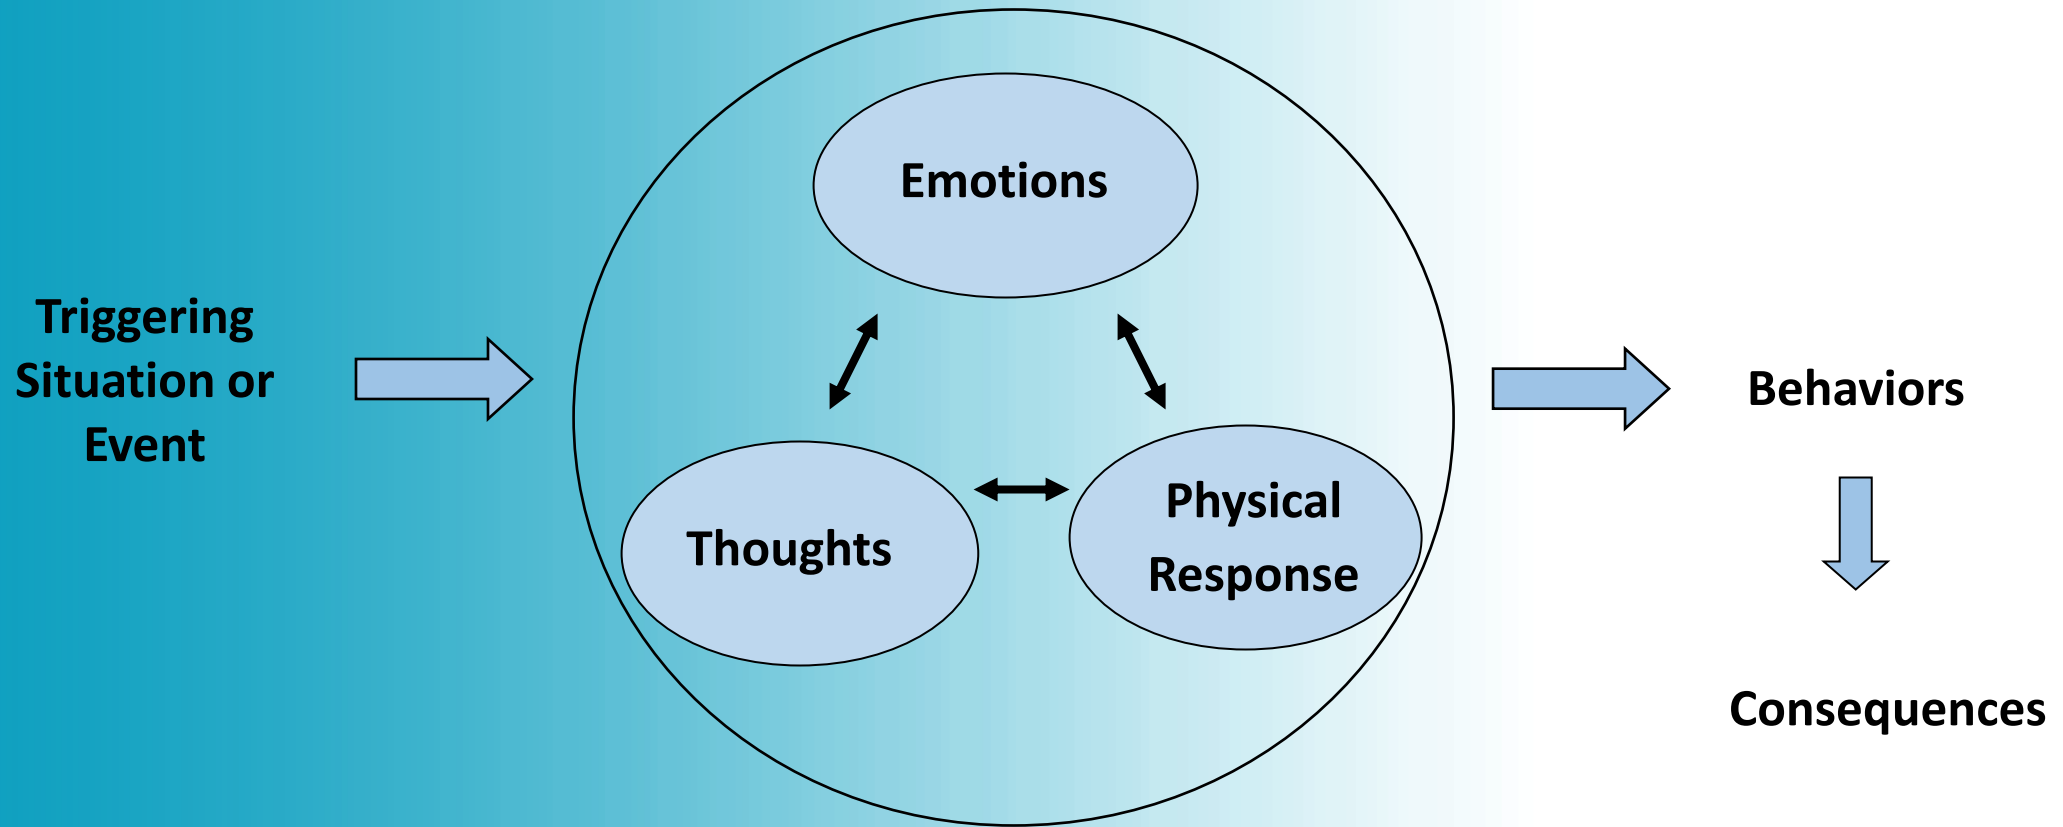 Triggering
Situation or
Event
Emotions
Thoughts
Physical
Response
Behaviors
Consequences